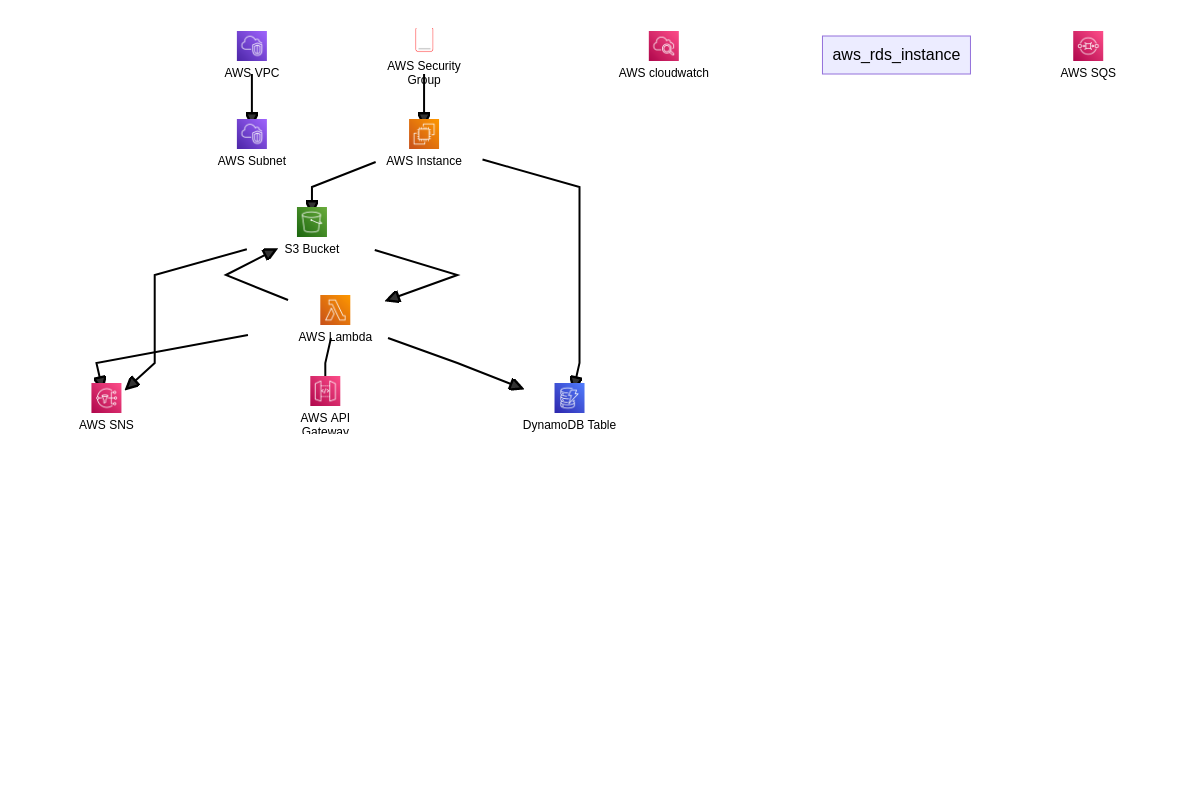 AWS VPC
AWS Security
Group
AWS cloudwatch
aws_rds_instance
AWS SQS
AWS Subnet
AWS Instance
S3 Bucket
AWS Lambda
AWS SNS
AWS API
Gateway
DynamoDB Table